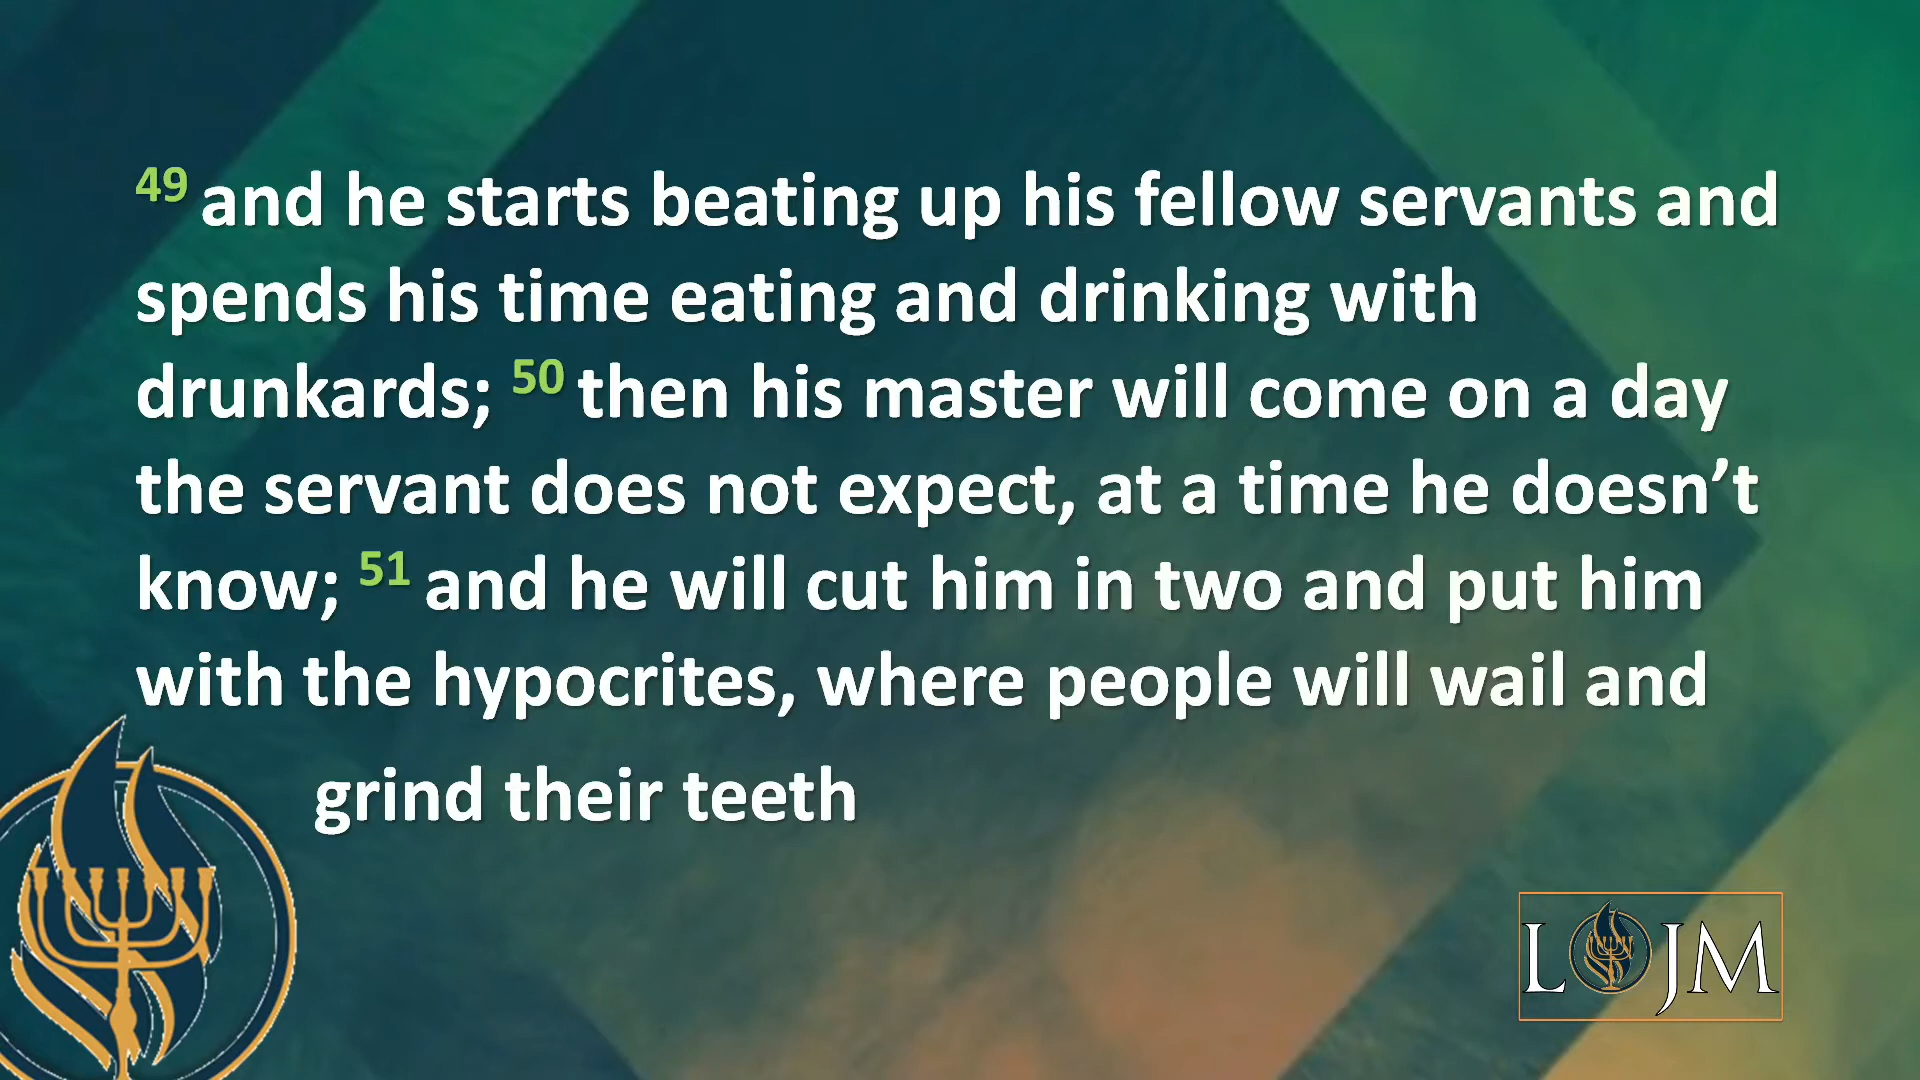 49 and he starts beating up his fellow servants and
spends his time eating and drinking with
drunkards; 50 then his master will come on a day
the servant does not expect, at a time he doesn’t
know; 51 and he will cut him in two and put him
with the hypocrites, where people will wail and
grind their teeth
LOJM